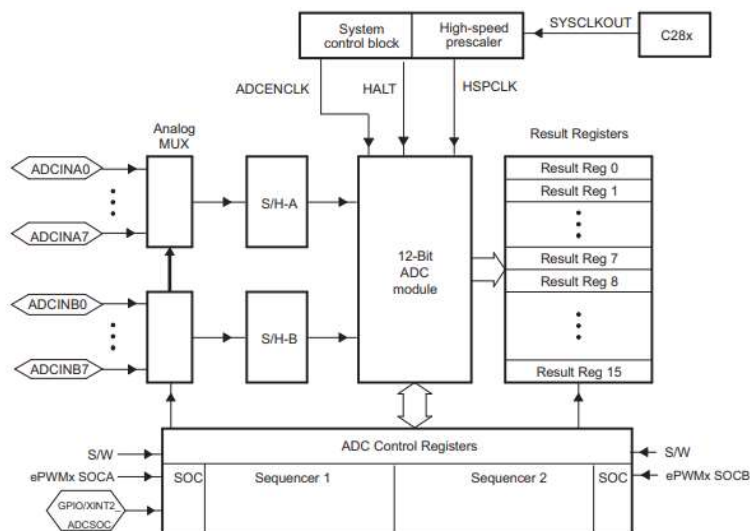 System control block
High-speed prescaler
SYSCLKOUT
C28x
ADCENCLK
HALT
HSPCLK
Analog MUX
Result Registers
ADCINA0
ADCINA7
S/H-A
12-Bit ADC module
Result Reg 0
Result Reg 1
Result Reg 7
Result Reg 8
Result Reg 15
ADCINB0
ADCINB7
S/H-B
ADC Control Registers
S/W
S/W
ePWMx SOCA
SOC
Sequencer 1
Sequencer 2
SOC
ePWMx SOCB
GPIO/XINT2_
ADCSOC